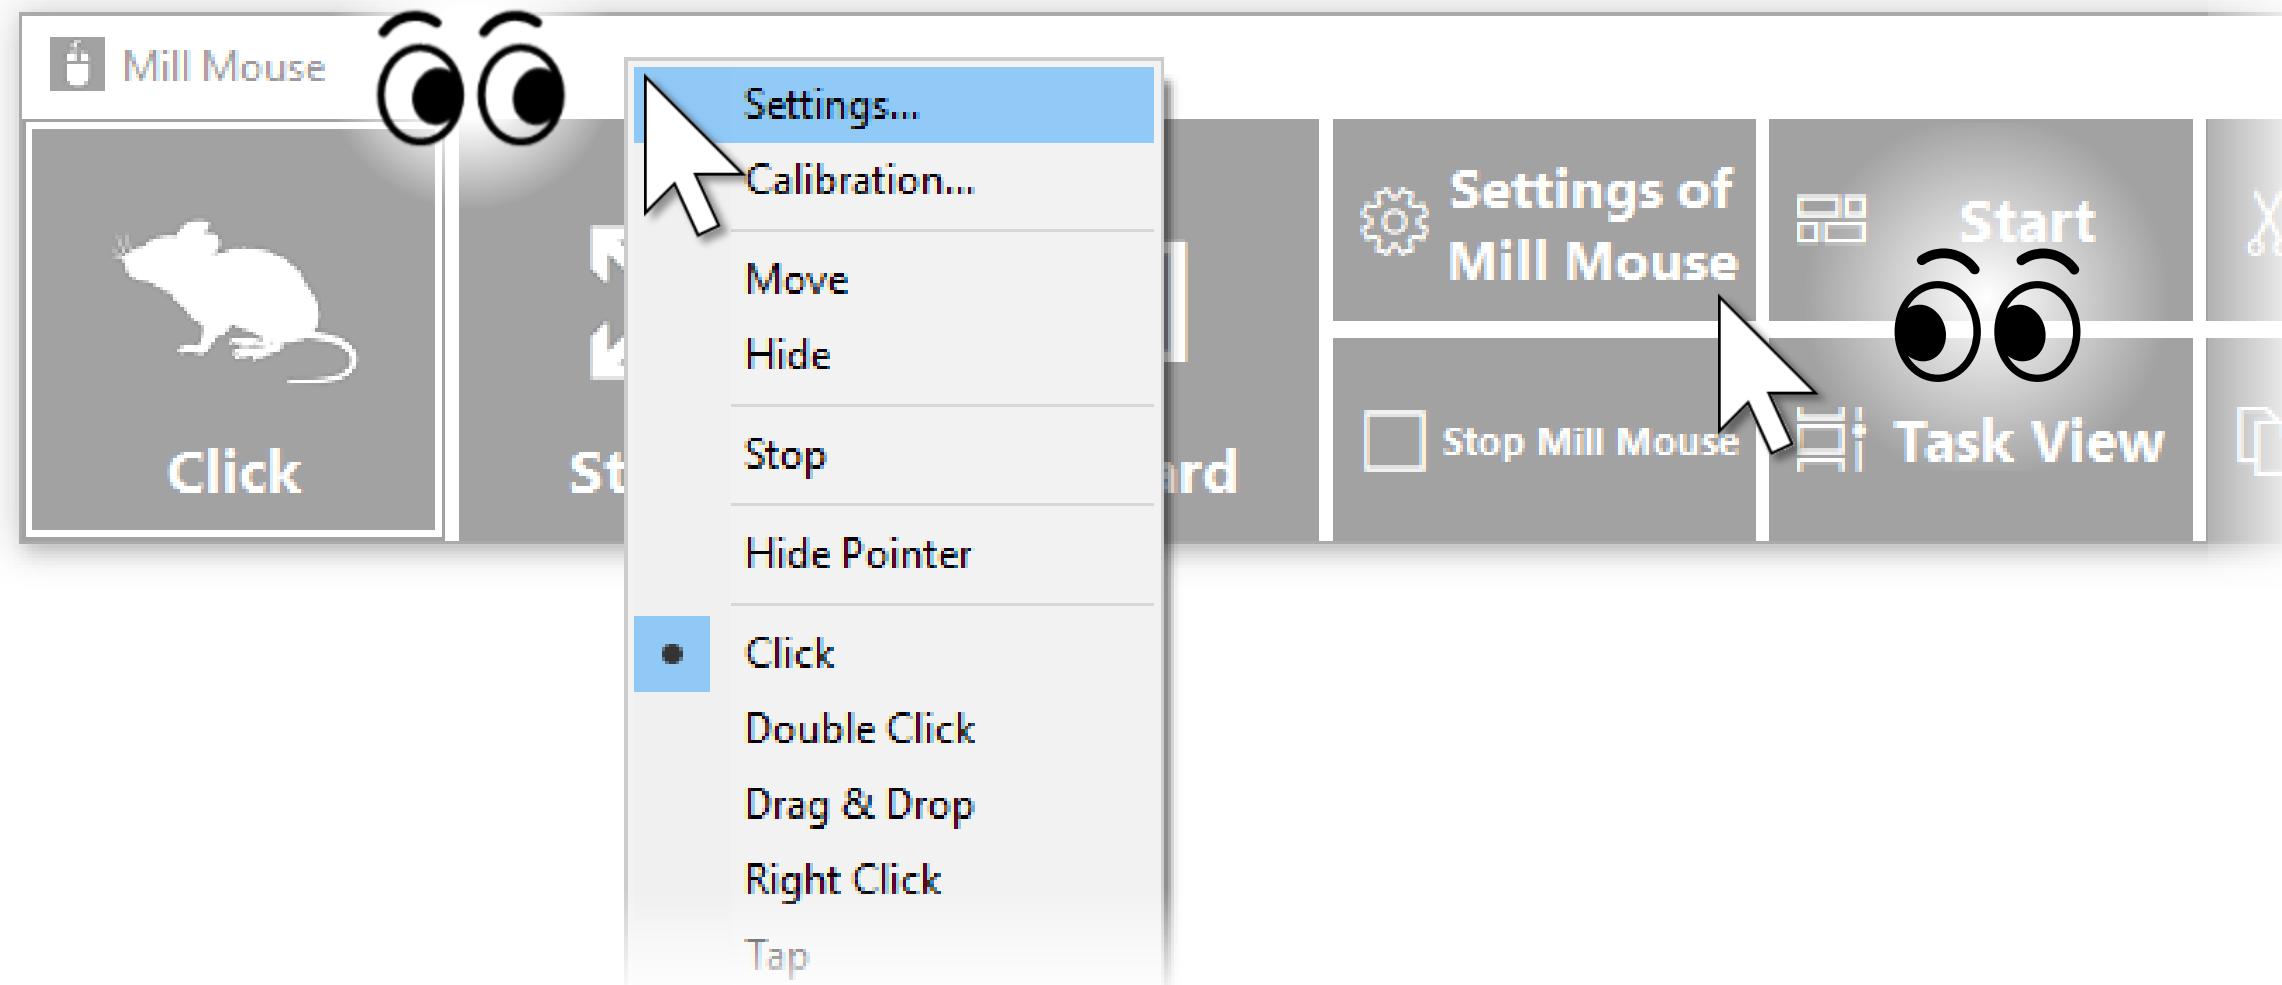 Mill Mouse
Settings...
Calibration...
Move
Hide
Stop
Hide Pointer
Click
Double Click
Drag & Drop
Right Click
Tap
Click
Settings of
Mill Mouse
Stop Mill Mouse
Start
Task View